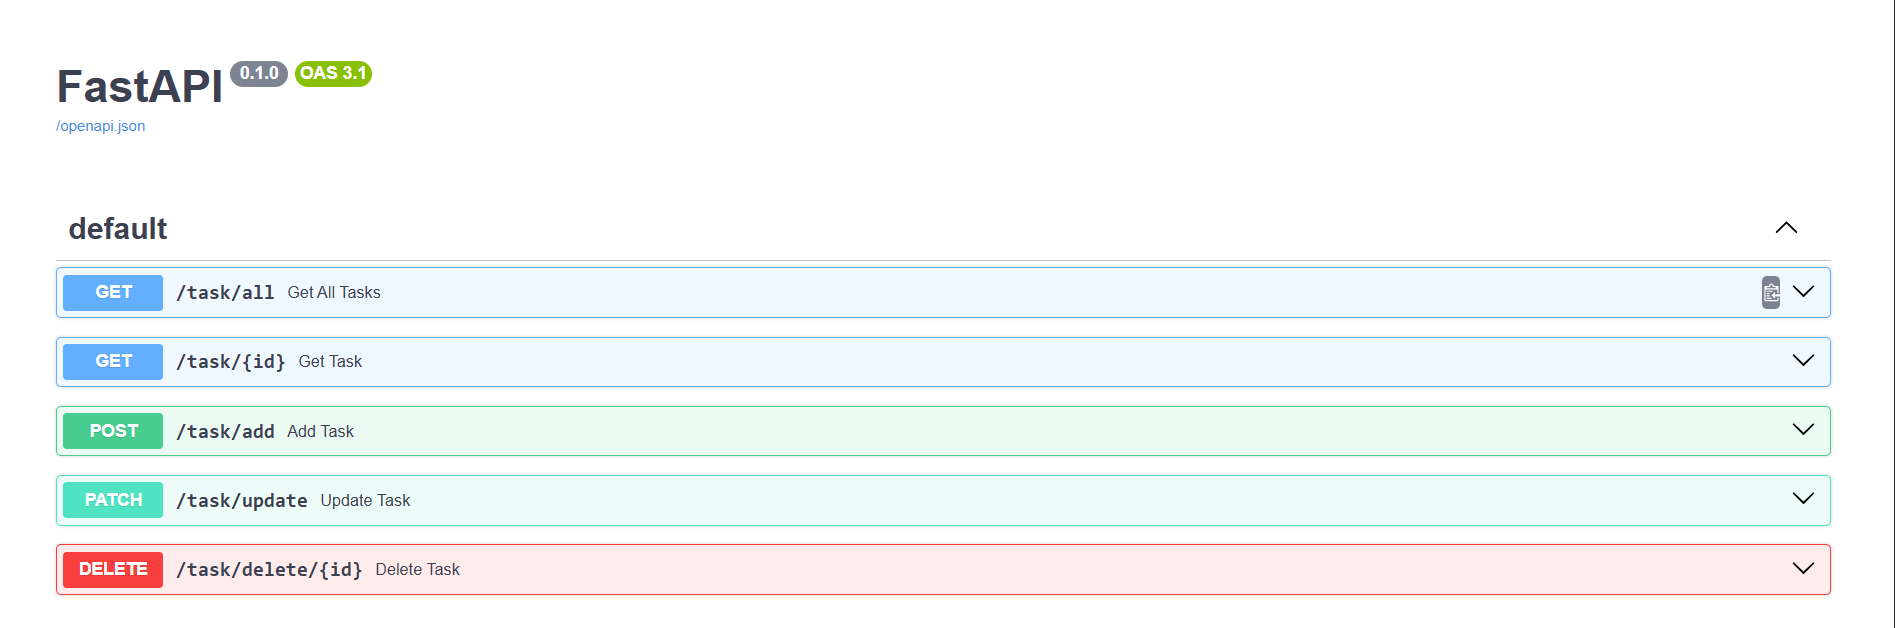 FastAPI 0.1.0 OAS 3.1
/openapi.json
default
GET /task/all Get All Tasks
GET /task/{id} Get Task
POST /task/add Add Task
PATCH /task/update Update Task
DELETE /task/delete/{id} Delete Task